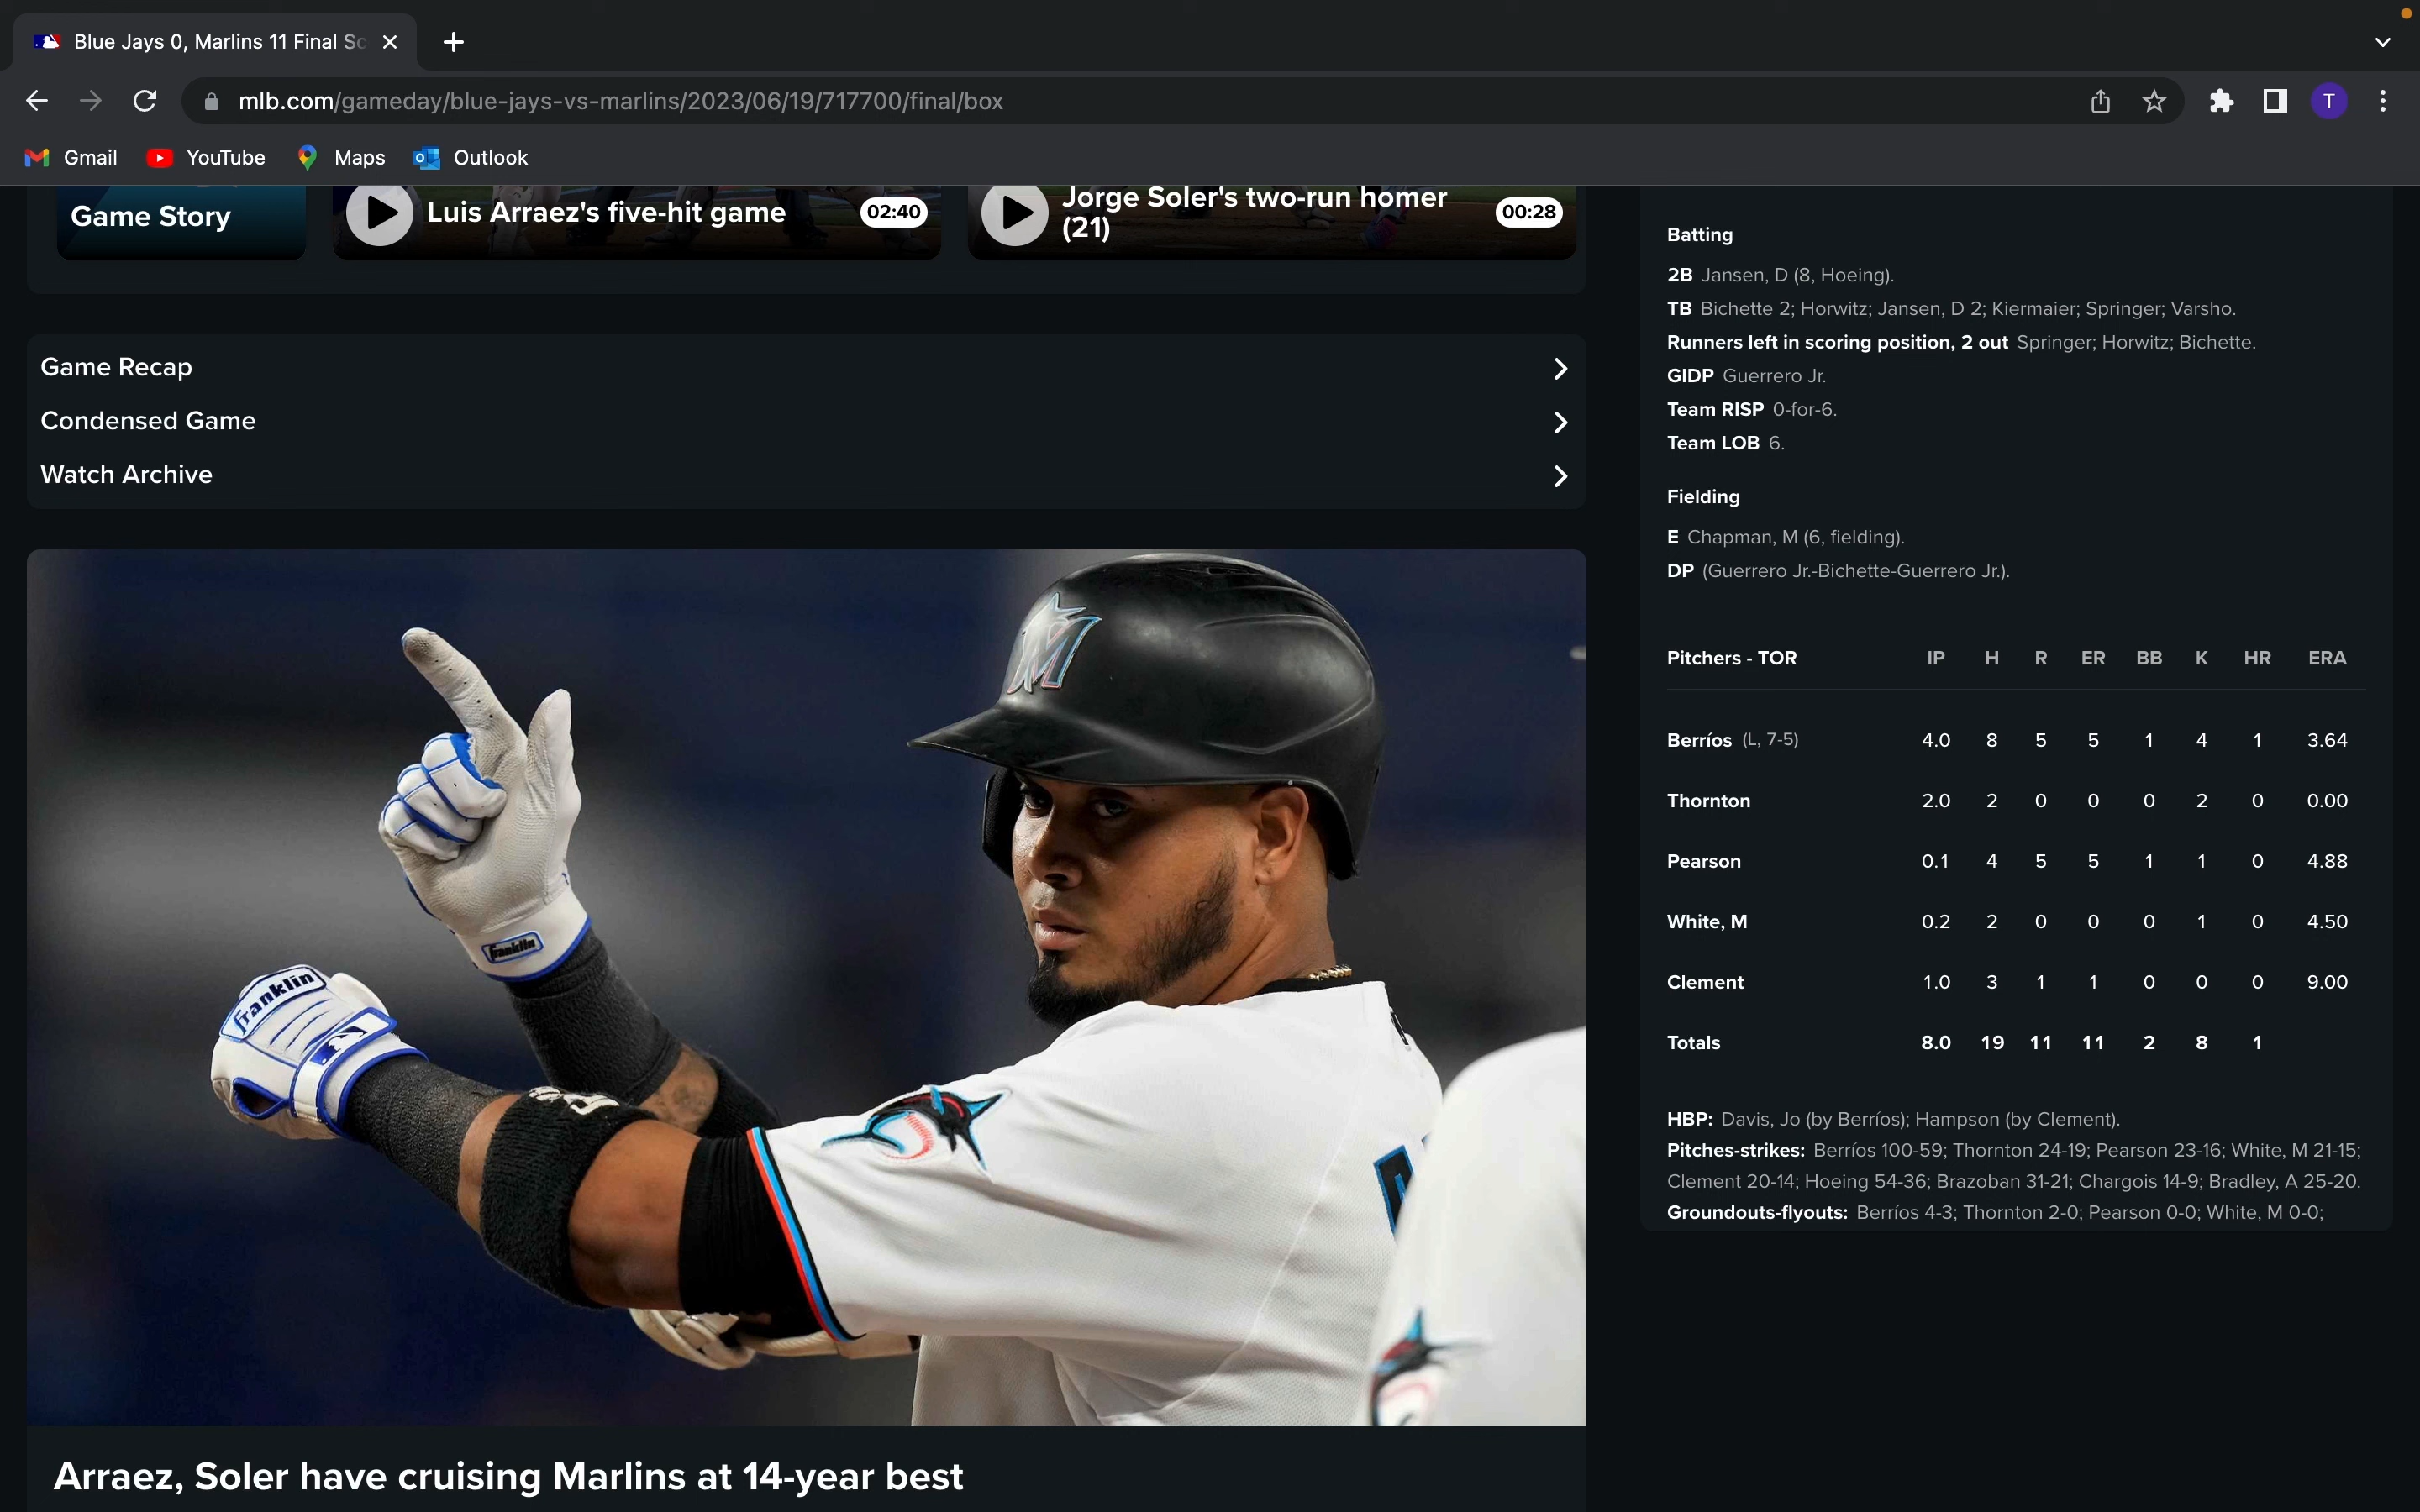 Blue Jays 0, Marlins 11 Final Sc
mlb.com/gameday/blue-jays-vs-marlins/2023/06/19/717700/final/box
T
Gmail YouTube Maps Outlook
Game Story
Luis Arraez's five-hit game 02:40
Jorge Soler's two-run homer
(21) 00:28
Game Recap
Condensed Game
Watch Archive
M
Franklin
Franklin
Arraez, Soler have cruising Marlins at 14-year best
Batting
2B Jansen, D (8, Hoeing).
TB Bichette 2; Horwitz; Jansen, D 2; Kiermaier; Springer; Varsho.
Runners left in scoring position, 2 out Springer; Horwitz; Bichette.
GIDP Guerrero Jr.
Team RISP 0-for-6.
Team LOB 6.
Fielding
E Chapman, M (6, fielding).
DP (Guerrero Jr.-Bichette-Guerrero Jr.).
Pitchers - TOR IP H R ER BB K HR ERA
Berríos (L, 7-5) 4.0 8 5 5 1 4 1 3.64
Thornton 2.0 2 0 0 0 2 0 0.00
Pearson 0.1 4 5 5 1 1 0 4.88
White, M 0.2 2 0 0 0 1 0 4.50
Clement 1.0 3 1 1 0 0 0 9.00
Totals 8.0 19 11 11 2 8 1
HBP: Davis, Jo (by Berríos); Hampson (by Clement).
Pitches-strikes: Berríos 100-59; Thornton 24-19; Pearson 23-16; White, M 21-15;
Clement 20-14; Hoeing 54-36; Brazoban 31-21; Chargois 14-9; Bradley, A 25-20.
Groundouts-flyouts: Berríos 4-3; Thornton 2-0; Pearson 0-0; White, M 0-0;